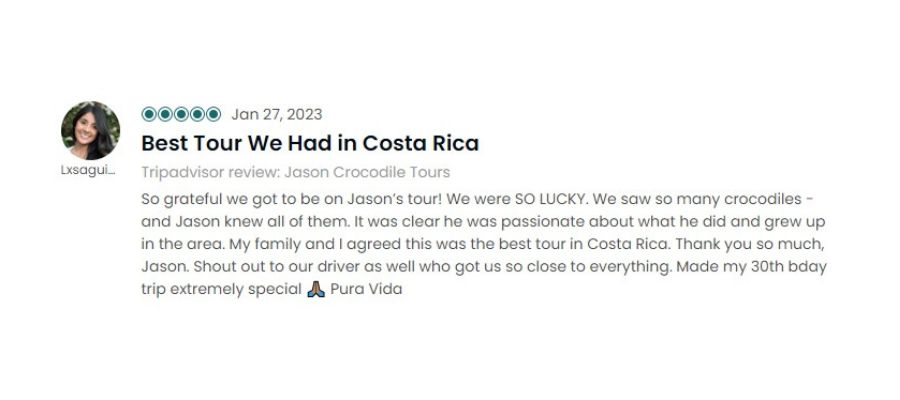 Jan 27, 2023
Best Tour We Had in Costa Rica
Lxsagui...
Tripadvisor review: Jason Crocodile Tours
So grateful we got to be on Jason's tour! We were SO LUCKY. We saw so many crocodiles -
and Jason knew all of them. It was clear he was passionate about what he did and grew up
in the area. My family and I agreed this was the best tour in Costa Rica. Thank you so much,
Jason. Shout out to our driver as well who got us so close to everything. Made my 30th bday
trip extremely special 🙏🏾 Pura Vida